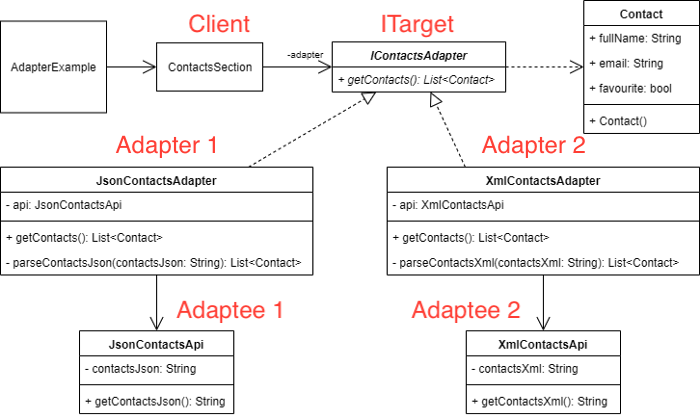 Client
ITarget
Contact
+ fullName: String
+ email: String
+ favourite: bool
+ Contact()
AdapterExample
ContactsSection
-adapter
IContactsAdapter
+ getContacts(): List<Contact>
Adapter 1
Adapter 2
JsonContactsAdapter
- api: JsonContactsApi
+ getContacts(): List<Contact>
- parseContactsJson(contactsJson: String): List<Contact>
XmlContactsAdapter
- api: XmlContactsApi
+ getContacts(): List<Contact>
- parseContactsXml(contactsXml: String): List<Contact>
Adaptee 1
Adaptee 2
JsonContactsApi
- contactsJson: String
+ getContactsJson(): String
XmlContactsApi
- contactsXml: String
+ getContactsXml(): String